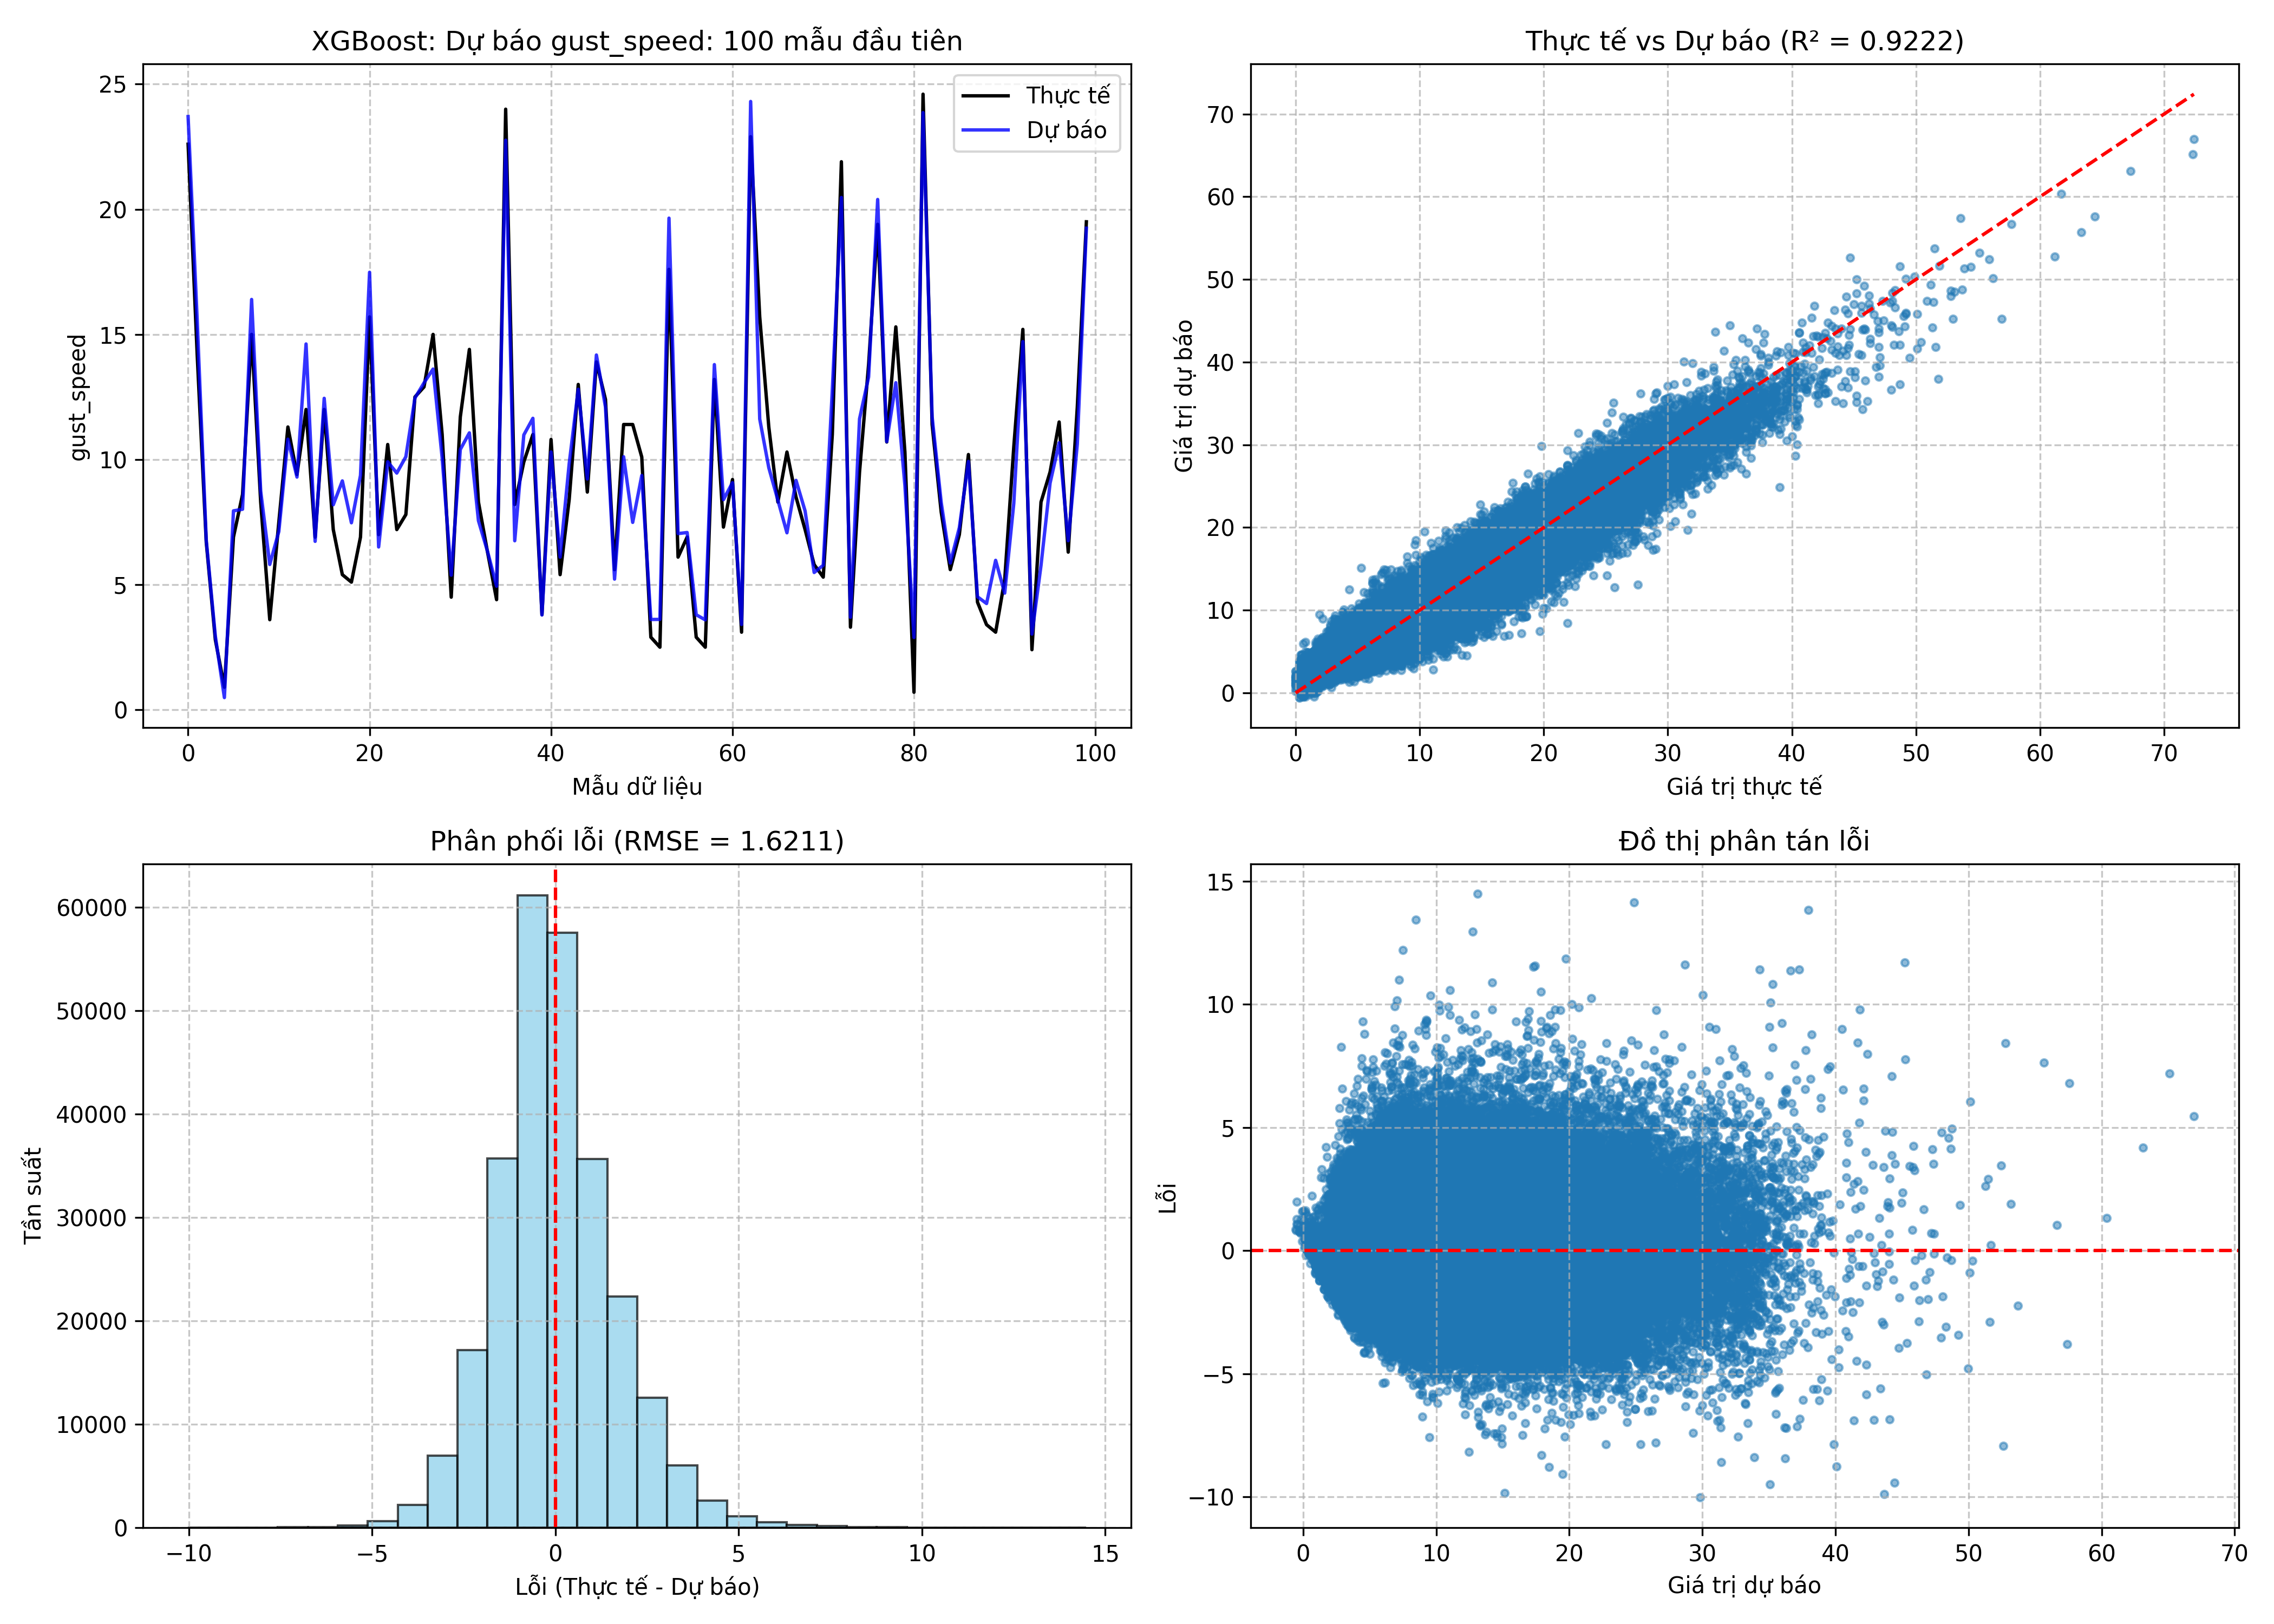 XGBoost: Dự báo gust_speed: 100 mẫu đầu tiên
25
20
15
10
5
0
gust_speed
Thực tế
Dự báo
0 20 40 60 80 100
Mẫu dữ liệu
Thực tế vs Dự báo (R² = 0.9222)
70
60
50
40
30
20
10
0
Giá trị dự báo
0 10 20 30 40 50 60 70
Giá trị thực tế
Phân phối lỗi (RMSE = 1.6211)
60000
50000
40000
30000
20000
10000
0
Tần suất
−10 −5 0 5 10 15
Lỗi (Thực tế - Dự báo)
Đồ thị phân tán lỗi
15
10
5
0
−5
−10
Lỗi
0 10 20 30 40 50 60 70
Giá trị dự báo